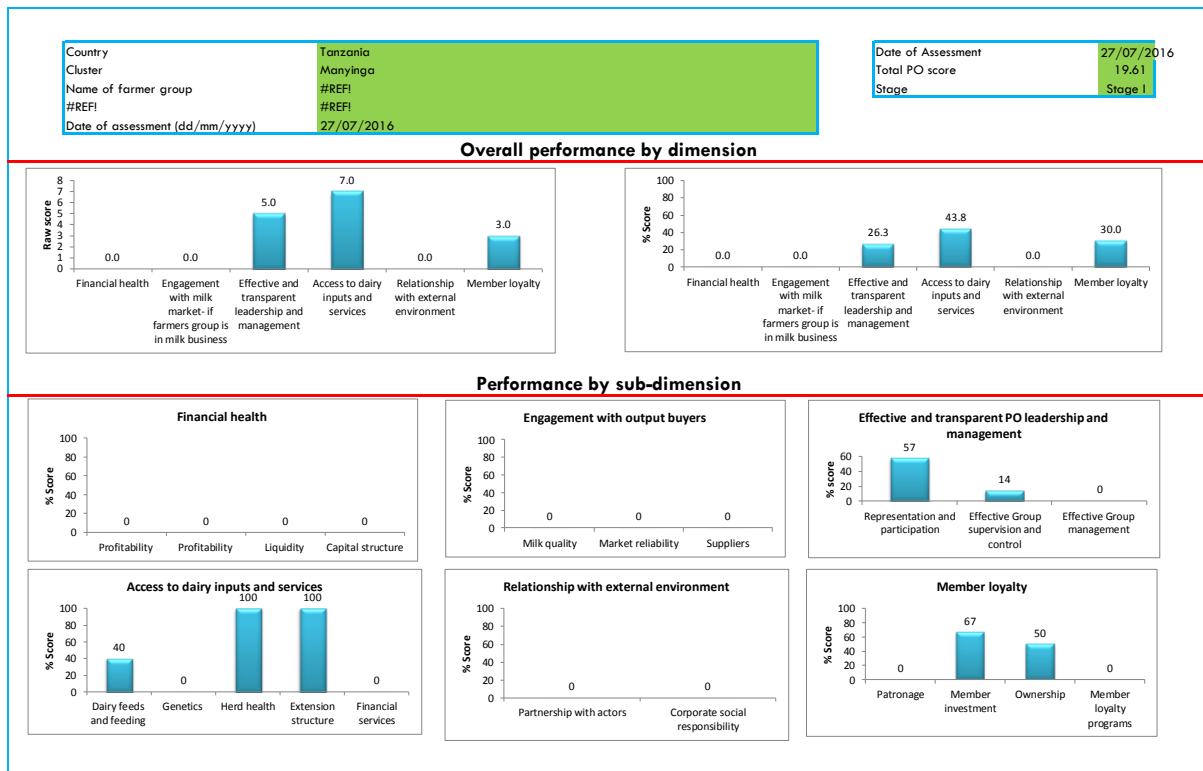 Country Tanzania
Cluster Manyinga
Name of farmer group #REF!
#REF! #REF!
Date of assessment (dd/mm/yyyy) 27/07/2016
Date of Assessment 27/07/2016
Total PO score 19.61
Stage Stage I
Overall performance by dimension
Raw score
8
7
6
5
4
3
2
1
0
0.0 0.0 5.0 7.0 0.0 3.0
Financial health
Engagement with milk market- if farmers group is in milk business
Effective and transparent leadership and management
Access to dairy inputs and services
Relationship with external environment
Member loyalty
% Score
100
80
60
40
20
0
0.0 0.0 26.3 43.8 0.0 30.0
Financial health
Engagement with milk market- if farmers group is in milk business
Effective and transparent leadership and management
Access to dairy inputs and services
Relationship with external environment
Member loyalty
Performance by sub-dimension
Financial health
% Score
100
80
60
40
20
0
0 0 0 0
Profitability Profitability Liquidity Capital structure
Engagement with output buyers
% Score
100
80
60
40
20
0
0 0 0
Milk quality Market reliability Suppliers
Effective and transparent PO leadership and
management
% score
60
40
20
0
57 14 0
Representation and participation
Effective Group supervision and control
Effective Group management
Access to dairy inputs and services
% Score
100
80
60
40
20
0
40 0 100 100 0
Dairy feeds and feeding
Genetics
Herd health
Extension structure
Financial services
Relationship with external environment
% Score
100
80
60
40
20
0
0 0
Partnership with actors
Corporate social responsibility
Member loyalty
% Score
100
80
60
40
20
0
0 67 50 0
Patronage
Member investment
Ownership
Member loyalty programs